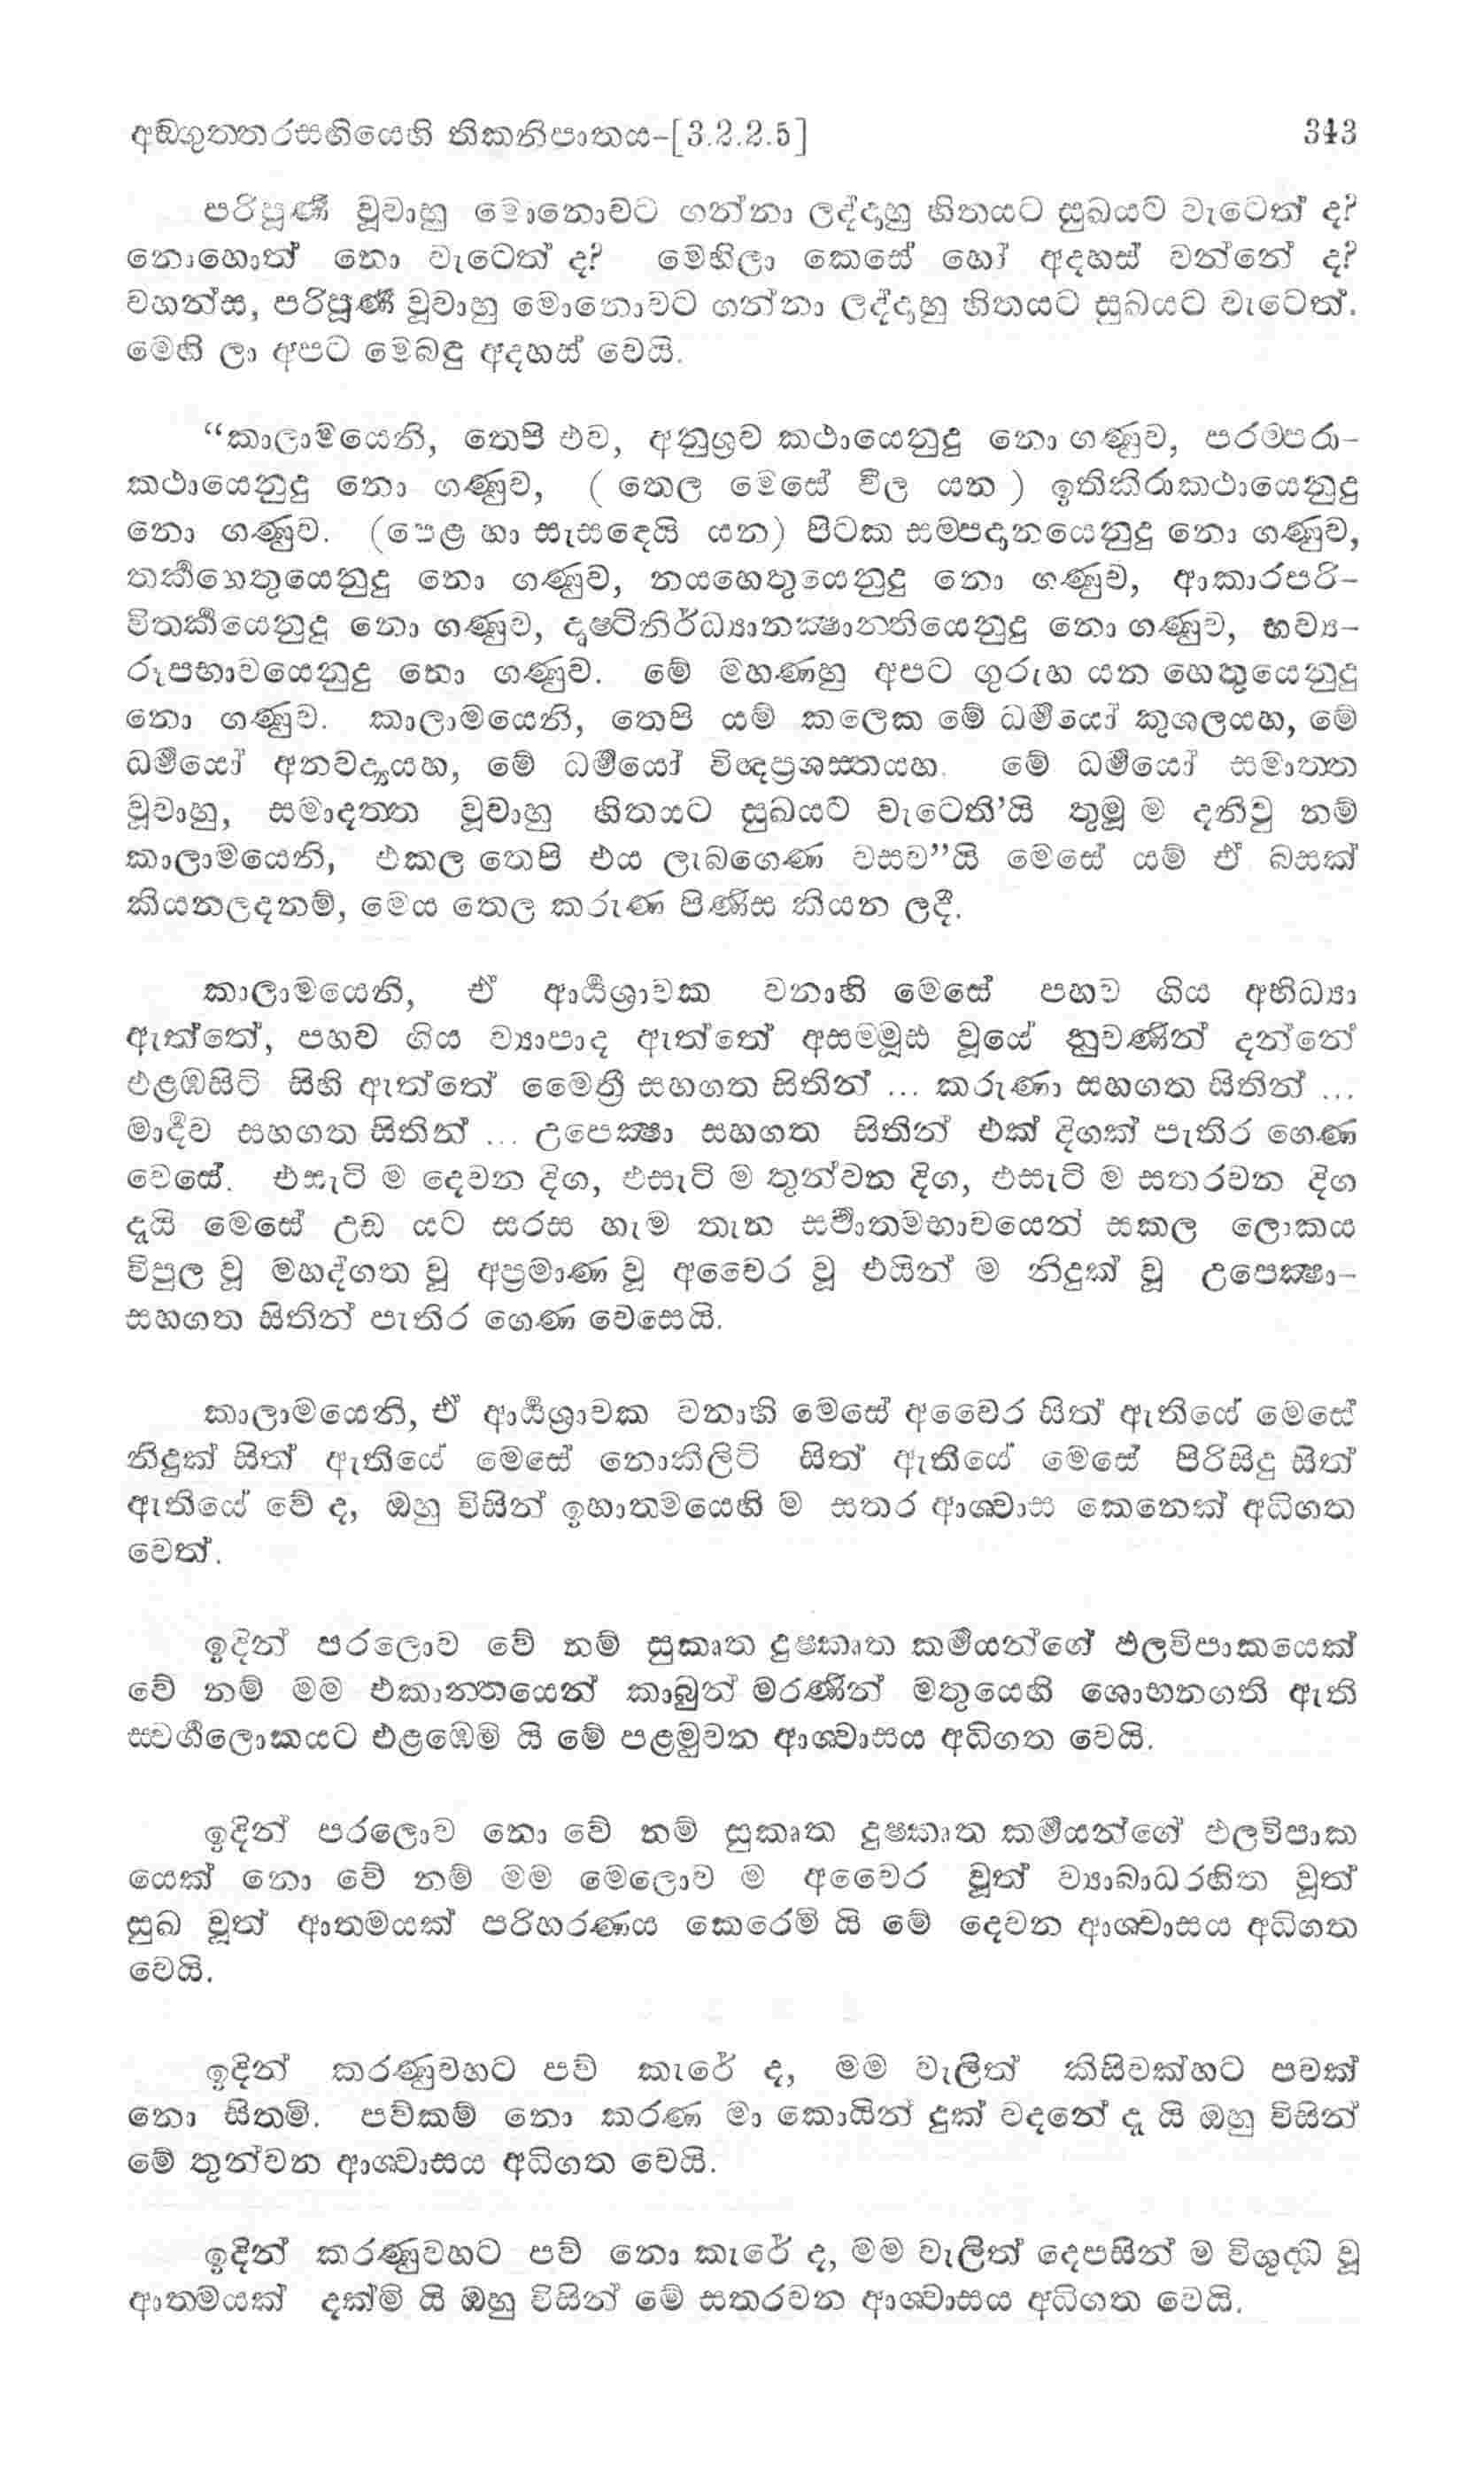 අඞ්ගුත්තරසඟියෙහි තිකනිපාතය-[3.2.2.5] 343
පරිපූර්ණ වූවාහු මොනොවට ගන්නා ලද්දාහු හිතයට සුඛයට වැටෙත් ද?
නොහොත් නො වැටෙත් ද? මෙහිලා කෙසේ හෝ අදහස් වන්නේ ද?
වහන්ස, පරිපූර්ණ වූවාහු මොනොවට ගන්නා ලද්දාහු හිතයට සුඛයට වැටෙත්.
මෙහි ලා අපට මෙබඳු අදහස් වෙයි.
“කාලාමයෙනි, තෙපි එව, අනුශ්‍රව කථායෙනුදු නො ගණුව, පරම්පරා-
කථායෙනුදු නො ගණුව, ( තෙල මෙසේ වීල යන ) ඉතිකිරාකථායෙනුදු
නො ගණුව. (පෙළ හා සැසඳෙයි යන) පිටක සම්පදානයෙනුදු නො ගණුව,
තර්කහෙතුයෙනුදු නො ගණුව, නයහෙතුයෙනුදු නො ගණුව, ආකාරපරි-
විතර්කයෙනුදු නො ගණුව, දෘෂ්ටිනිර්ධ්‍යානක්‍ෂාන්තියෙනුදු නො ගණුව, භව්‍ය-
රූපභාවයෙනුදු නො ගණුව. මේ මහණහු අපට ගුරුහ යන හෙතුයෙනුදු
නො ගණුව. කාලාමයෙනි, තෙපි යම් කලෙක මේ ධර්මයෝ කුශලයහ, මේ
ධර්මයෝ අනවද්‍යයහ, මේ ධර්මයෝ විඥප්‍රශස්තයහ. මේ ධර්මයෝ සමාත්ත
වූවාහු, සමාදත්ත වූවාහු හිතයට සුඛයට වැටෙති’යි තුමූ ම දනිවු නම්
කාලාමයෙනි, එකල තෙපි එය ලැබගෙණ වසව”යි මෙසේ යම් ඒ බසක්
කියනලදනම්, මෙය තෙල කරුණ පිණිස කියන ලදී.
කාලාමයෙනි, ඒ ආර්‍ය්‍යශ්‍රාවක වනාහි මෙසේ පහව ගිය අභිධ්‍යා
ඇත්තේ, පහව ගිය ව්‍යාපාද ඇත්තේ අසම්මූඪ වූයේ නුවණින් දන්නේ
එළඹසිටි සිහි ඇත්තේ මෛත්‍රී සහගත සිතින් ... කරුණා සහගත සිතින් ...
මාර්දව සහගත සිතින් ... උපෙක්‍ෂා සහගත සිතින් එක් දිගක් පැතිර ගෙණ
වෙසේ. එසැටි ම දෙවන දිග, එසැටි ම තුන්වන දිග, එසැටි ම සතරවන දිග
දැයි මෙසේ උඩ යට සරස හැම තැන සර්වාත්මභාවයෙන් සකල ලොකය
විපුල වූ මහද්ගත වූ අප්‍රමාණ වූ අවෛර වූ එයින් ම නිදුක් වූ උපෙක්‍ෂා-
සහගත සිතින් පැතිර ගෙණ වෙසෙයි.
කාලාමයෙනි, ඒ ආර්‍ය්‍යශ්‍රාවක වනාහි මෙසේ අවෛර සිත් ඇතියේ මෙසේ
නිදුක් සිත් ඇතියේ මෙසේ නොකිලිටි සිත් ඇතියේ මෙසේ පිරිසිදු සිත්
ඇතියේ වේ ද, ඔහු විසින් ඉහාත්මයෙහි ම සතර ආශ්වාස කෙනෙක් අධිගත
වෙත්.
ඉදින් පරලොව වේ නම් සුකෘත දුෂ්කෘත කර්මයන්ගේ ඵලවිපාකයෙක්
වේ නම් මම එකාන්තයෙන් කාබුන් මරණින් මතුයෙහි ශොභනගති ඇති
ස්වර්ගලොකයට එළඹෙමි යි මේ පළමුවන ආශ්වාසය අධිගත වෙයි.
ඉදින් පරලොව නො වේ නම් සුකෘත දුෂ්කෘත කර්මයන්ගේ ඵලවිපාක
යෙක් නො වේ නම් මම මෙලොව ම අවෛර වූත් ව්‍යාබාධරහිත වූත්
සුඛ වූත් ආත්මයක් පරිහරණය කෙරෙමි යි මේ දෙවන ආශ්වාසය අධිගත
වෙයි.
ඉදින් කරණුවහට පව් කැරේ ද, මම වැලිත් කිසිවක්හට පවක්
නො සිතමි. පව්කම් නො කරණ මා කොයින් දුක් වදනේ දැ යි ඔහු විසින්
මේ තුන්වන ආශ්වාසය අධිගත වෙයි.
ඉදින් කරණුවහට පව් නො කැරේ ද, මම වැලිත් දෙපසින් ම විශුද්ධ වූ
ආත්මයක් දක්මි යි ඔහු විසින් මේ සතරවන ආශ්වාසය අධිගත වෙයි.